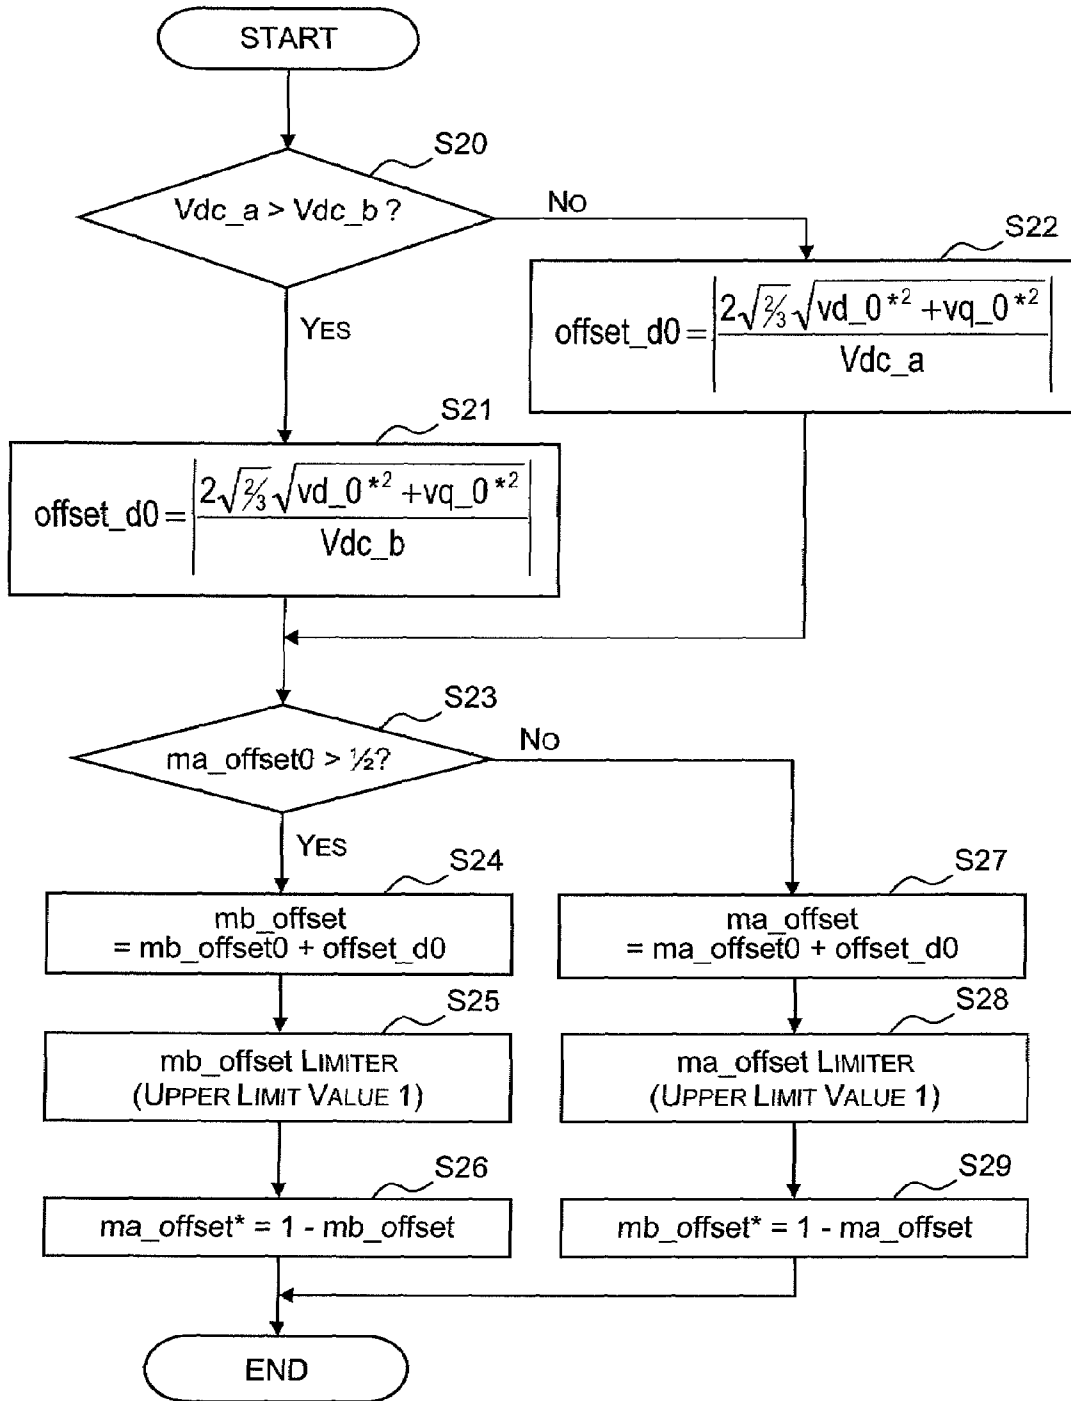 START
S20
Vdc_a > Vdc_b ?
NO
S22
offset_d0 = |2√⅔ √vd_0*² + vq_0*² / Vdc_a|
YES
S21
offset_d0 = |2√⅔ √vd_0*² + vq_0*² / Vdc_b|
S23
ma_offset0 > ½?
NO
YES
S24
mb_offset
= mb_offset0 + offset_d0
S27
ma_offset
= ma_offset0 + offset_d0
S25
mb_offset LIMITER
(UPPER LIMIT VALUE 1)
S28
ma_offset LIMITER
(UPPER LIMIT VALUE 1)
S26
ma_offset* = 1 - mb_offset
S29
mb_offset* = 1 - ma_offset
END